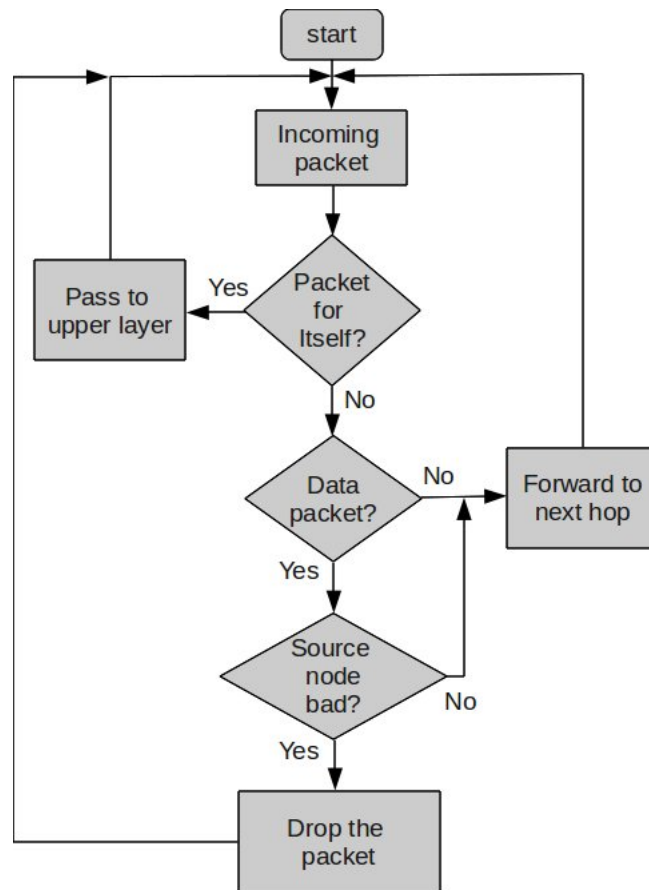 start
Incoming
packet
Packet
for
Itself?
Yes
Pass to
upper layer
No
Data
packet?
No
Forward to
next hop
Yes
Source
node
bad?
No
Yes
Drop the
packet